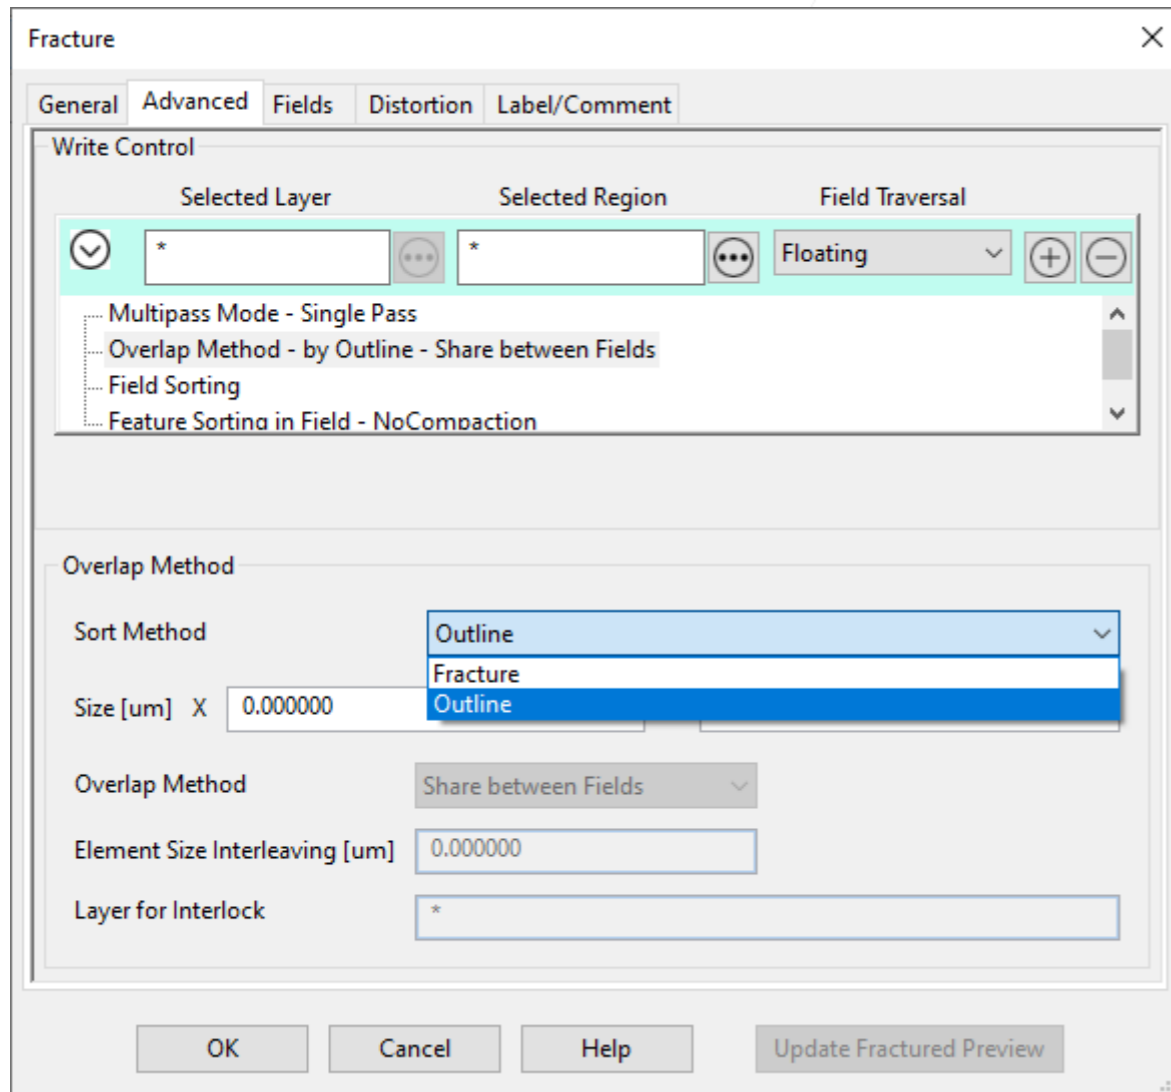 Fracture
General Advanced Fields Distortion Label/Comment
Write Control
Selected Layer Selected Region Field Traversal
* * Floating
Multipass Mode - Single Pass
Overlap Method - by Outline - Share between Fields
Field Sorting
Feature Sorting in Field - NoCompaction
Overlap Method
Sort Method Outline
Fracture
Size [um] X 0.000000 Outline
Overlap Method Share between Fields
Element Size Interleaving [um] 0.000000
Layer for Interlock *
OK Cancel Help Update Fractured Preview